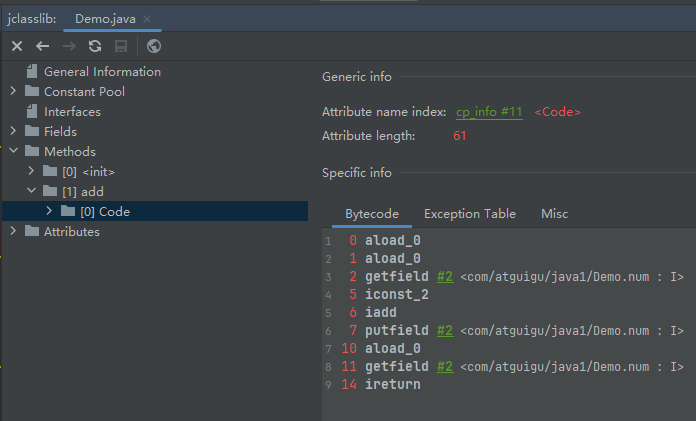 jclasslib: Demo.java
General Information
Constant Pool
Interfaces
Fields
Methods
[0] <init>
[1] add
[0] Code
Attributes
Generic info
Attribute name index: cp_info #11 <Code>
Attribute length: 61
Specific info
Bytecode Exception Table Misc
1 0 aload_0
2 1 aload_0
3 2 getfield #2 <com/atguigu/java1/Demo.num : I>
4 5 iconst_2
5 6 iadd
6 7 putfield #2 <com/atguigu/java1/Demo.num : I>
7 10 aload_0
8 11 getfield #2 <com/atguigu/java1/Demo.num : I>
9 14 ireturn